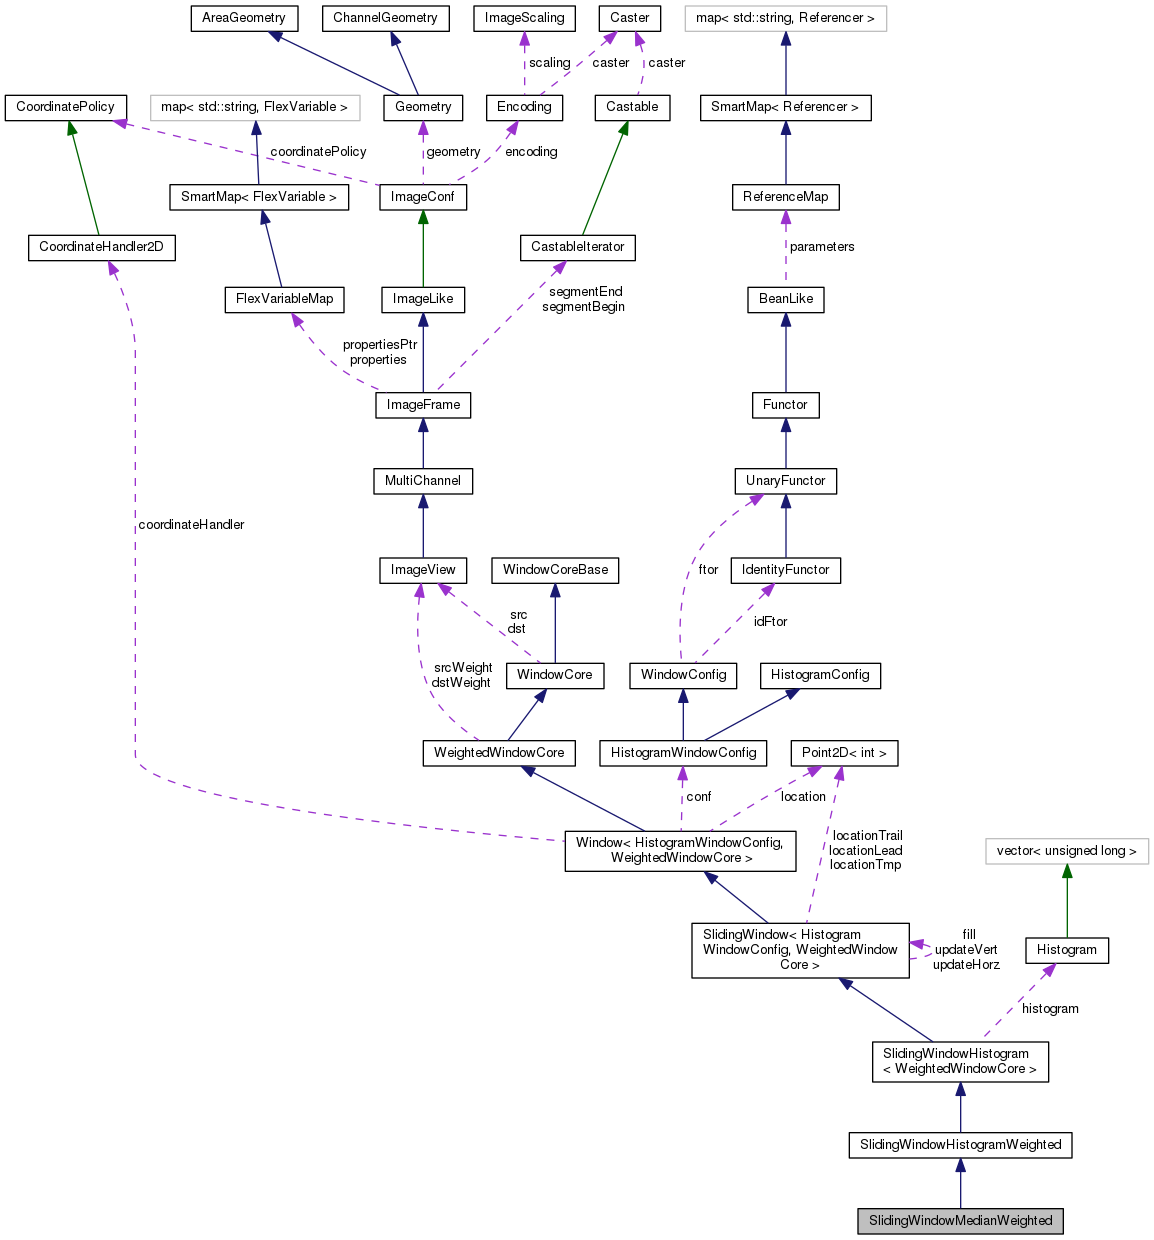 AreaGeometry
ChannelGeometry
ImageScaling
Caster
map< std::string, Referencer >
scaling
caster
caster
CoordinatePolicy
map< std::string, FlexVariable >
Geometry
Encoding
Castable
SmartMap< Referencer >
coordinatePolicy
geometry
encoding
SmartMap< FlexVariable >
ImageConf
ReferenceMap
CoordinateHandler2D
CastableIterator
parameters
FlexVariableMap
ImageLike
segmentEnd
segmentBegin
BeanLike
propertiesPtr
properties
ImageFrame
Functor
MultiChannel
UnaryFunctor
coordinateHandler
ImageView
WindowCoreBase
ftor
IdentityFunctor
src
dst
idFtor
srcWeight
dstWeight
WindowCore
WindowConfig
HistogramConfig
WeightedWindowCore
HistogramWindowConfig
Point2D< int >
conf
location
Window< HistogramWindowConfig,
WeightedWindowCore >
locationTrail
locationLead
locationTmp
vector< unsigned long >
SlidingWindow< Histogram
WindowConfig, WeightedWindow
Core >
fill
updateVert
updateHorz
Histogram
histogram
SlidingWindowHistogram
< WeightedWindowCore >
SlidingWindowHistogramWeighted
SlidingWindowMedianWeighted